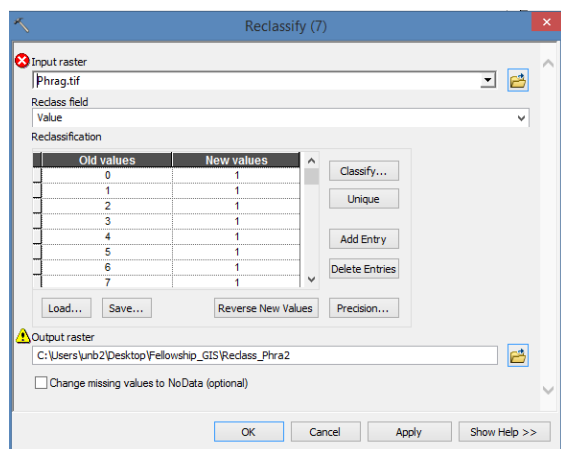 Reclassify (7)
Input raster
Phrag.tif
Reclass field
Value
Reclassification
Old values New values
0 1
1 1
2 1
3 1
4 1
5 1
6 1
7 1
Classify...
Unique
Add Entry
Delete Entries
Load... Save... Reverse New Values Precision...
Output raster
C:\Users\unb2\Desktop\Fellowship_GIS\Reclass_Phra2
Change missing values to NoData (optional)
OK Cancel Apply Show Help >>